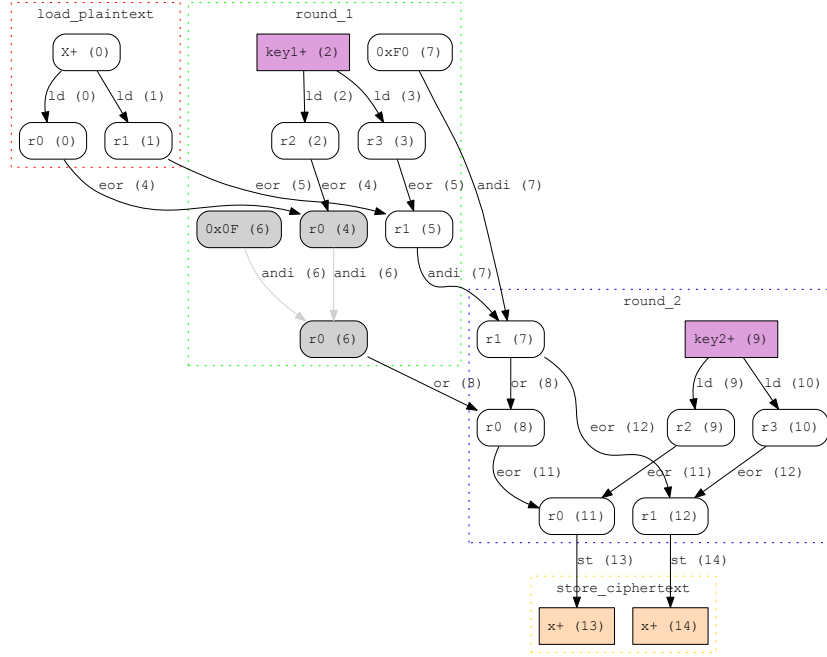 load_plaintext
round_1
X+ (0)
key1+ (2)
0xF0 (7)
ld (0)
ld (1)
ld (2)
ld (3)
r0 (0)
r1 (1)
r2 (2)
r3 (3)
eor (4)
eor (5)
eor (4)
eor (5)
andi (7)
0x0F (6)
r0 (4)
r1 (5)
andi (6)
andi (6)
andi (7)
round_2
r0 (6)
r1 (7)
key2+ (9)
or (8)
or (8)
ld (9)
ld (10)
r0 (8)
r2 (9)
r3 (10)
eor (12)
eor (11)
eor (11)
eor (12)
r0 (11)
r1 (12)
st (13)
st (14)
store_ciphertext
x+ (13)
x+ (14)